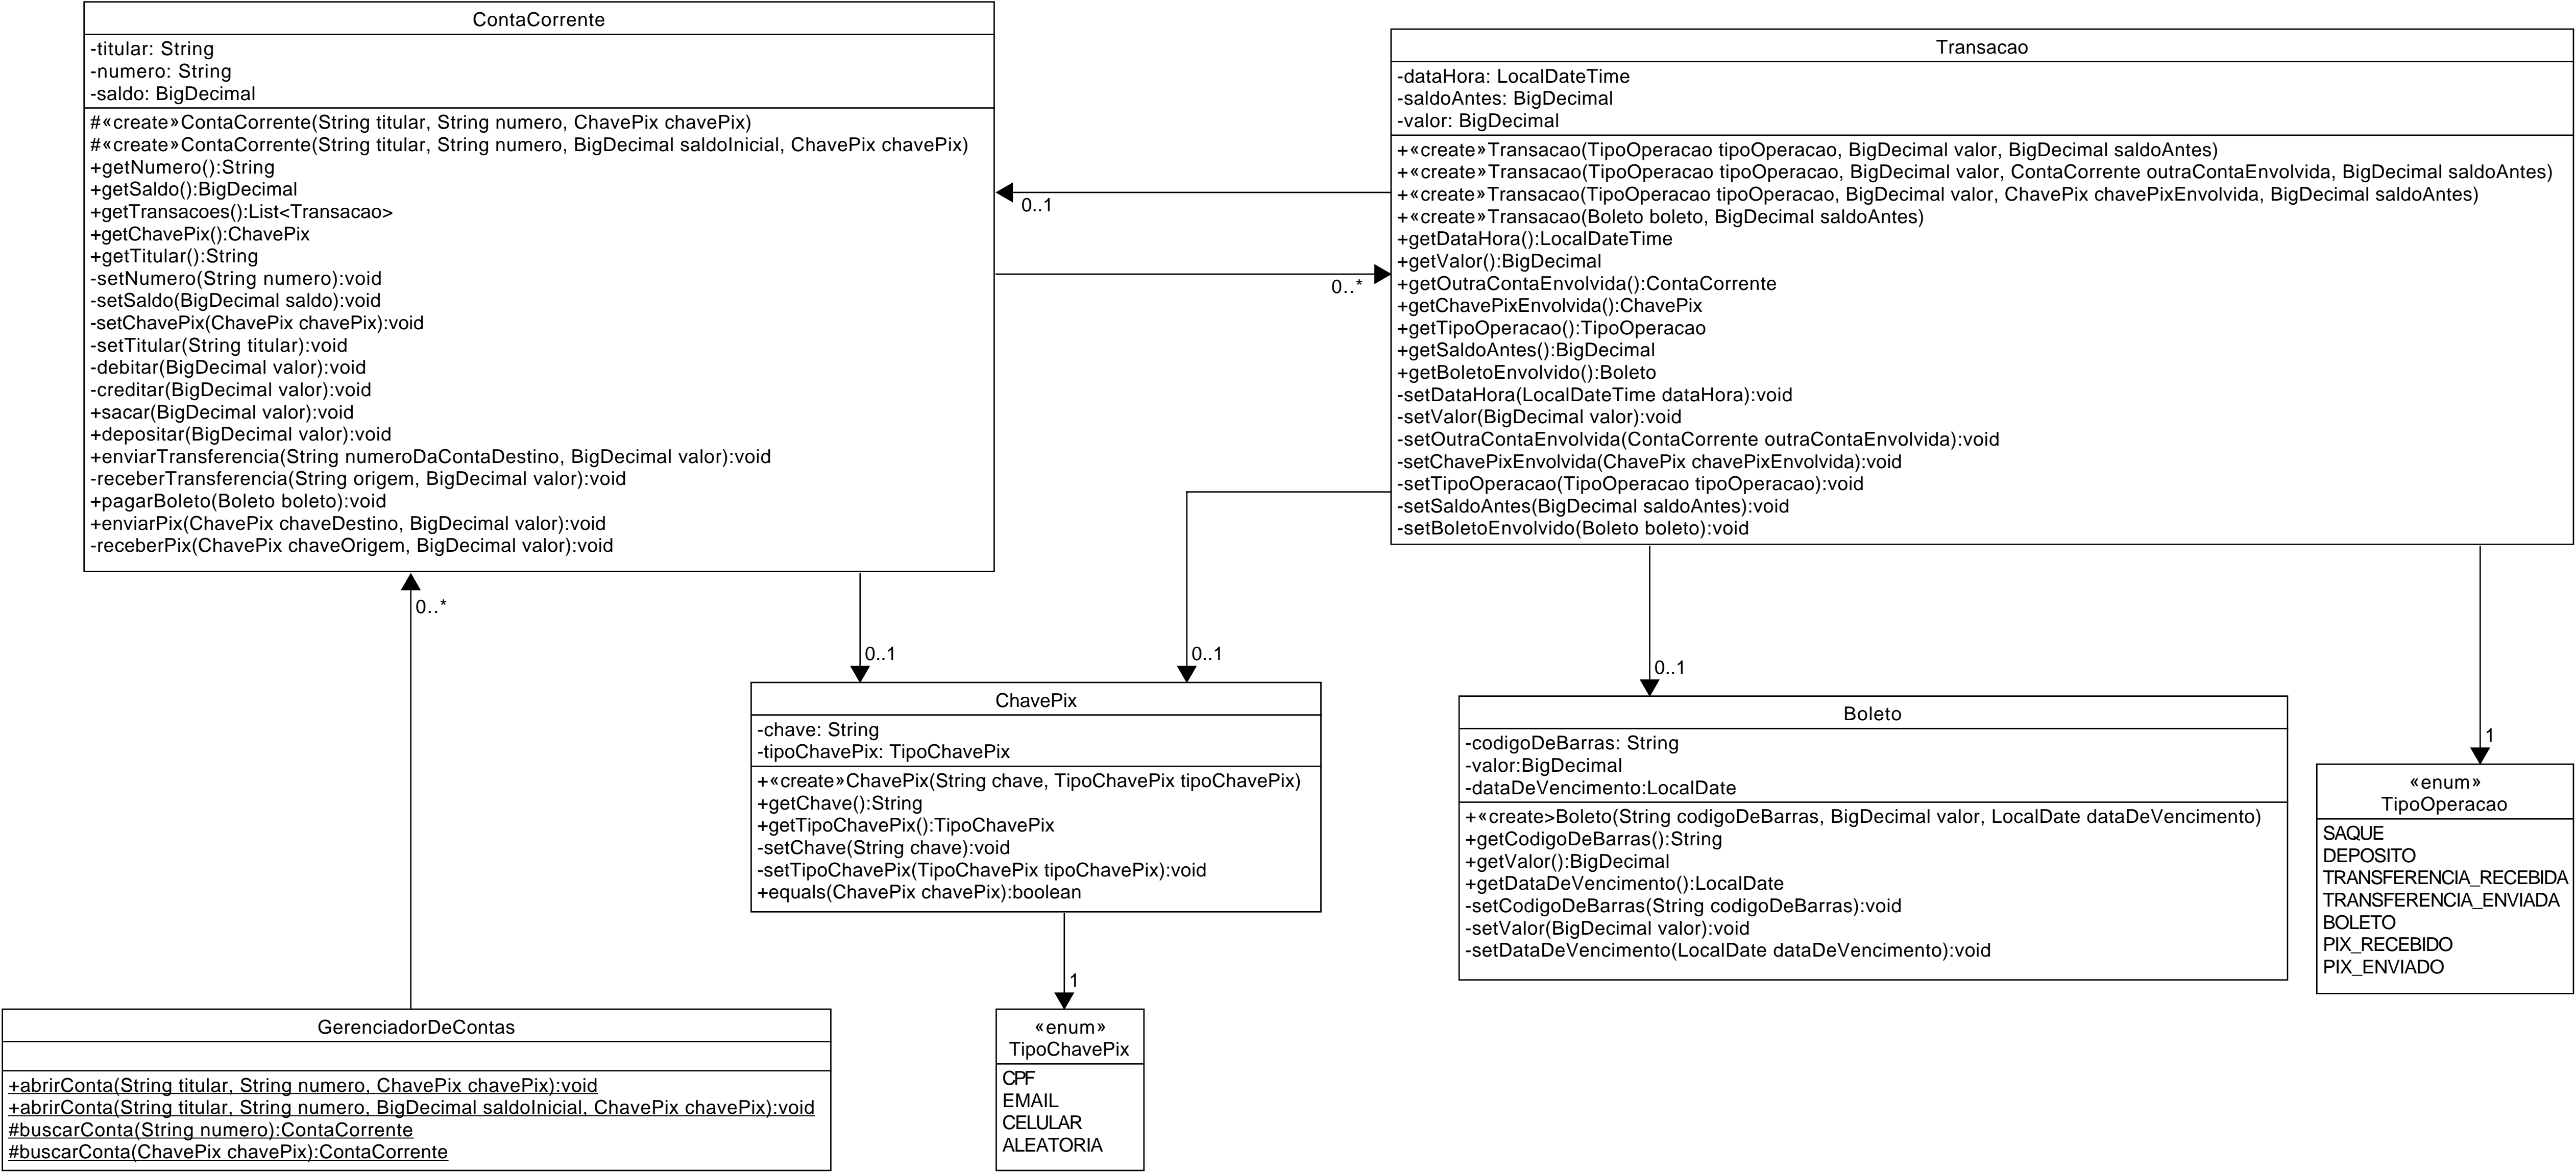 ContaCorrente
-titular: String
-numero: String
-saldo: BigDecimal
#«create»ContaCorrente(String titular, String numero, ChavePix chavePix)
#«create»ContaCorrente(String titular, String numero, BigDecimal saldoInicial, ChavePix chavePix)
+getNumero():String
+getSaldo():BigDecimal
+getTransacoes():List<Transacao>
+getChavePix():ChavePix
+getTitular():String
-setNumero(String numero):void
-setSaldo(BigDecimal saldo):void
-setChavePix(ChavePix chavePix):void
-setTitular(String titular):void
-debitar(BigDecimal valor):void
-creditar(BigDecimal valor):void
+sacar(BigDecimal valor):void
+depositar(BigDecimal valor):void
+enviarTransferencia(String numeroDaContaDestino, BigDecimal valor):void
-receberTransferencia(String origem, BigDecimal valor):void
+pagarBoleto(Boleto boleto):void
+enviarPix(ChavePix chaveDestino, BigDecimal valor):void
-receberPix(ChavePix chaveOrigem, BigDecimal valor):void
0..1
0..*
Transacao
-dataHora: LocalDateTime
-saldoAntes: BigDecimal
-valor: BigDecimal
+«create»Transacao(TipoOperacao tipoOperacao, BigDecimal valor, BigDecimal saldoAntes)
+«create»Transacao(TipoOperacao tipoOperacao, BigDecimal valor, ContaCorrente outraContaEnvolvida, BigDecimal saldoAntes)
+«create»Transacao(TipoOperacao tipoOperacao, BigDecimal valor, ChavePix chavePixEnvolvida, BigDecimal saldoAntes)
+«create»Transacao(Boleto boleto, BigDecimal saldoAntes)
+getDataHora():LocalDateTime
+getValor():BigDecimal
+getOutraContaEnvolvida():ContaCorrente
+getChavePixEnvolvida():ChavePix
+getTipoOperacao():TipoOperacao
+getSaldoAntes():BigDecimal
+getBoletoEnvolvido():Boleto
-setDataHora(LocalDateTime dataHora):void
-setValor(BigDecimal valor):void
-setOutraContaEnvolvida(ContaCorrente outraContaEnvolvida):void
-setChavePixEnvolvida(ChavePix chavePixEnvolvida):void
-setTipoOperacao(TipoOperacao tipoOperacao):void
-setSaldoAntes(BigDecimal saldoAntes):void
-setBoletoEnvolvido(Boleto boleto):void
0..*
0..1
0..1
0..1
1
ChavePix
-chave: String
-tipoChavePix: TipoChavePix
+«create»ChavePix(String chave, TipoChavePix tipoChavePix)
+getChave():String
+getTipoChavePix():TipoChavePix
-setChave(String chave):void
-setTipoChavePix(TipoChavePix tipoChavePix):void
+equals(ChavePix chavePix):boolean
Boleto
-codigoDeBarras: String
-valor:BigDecimal
-dataDeVencimento:LocalDate
+«create>Boleto(String codigoDeBarras, BigDecimal valor, LocalDate dataDeVencimento)
+getCodigoDeBarras():String
+getValor():BigDecimal
+getDataDeVencimento():LocalDate
-setCodigoDeBarras(String codigoDeBarras):void
-setValor(BigDecimal valor):void
-setDataDeVencimento(LocalDate dataDeVencimento):void
«enum»
TipoOperacao
SAQUE
DEPOSITO
TRANSFERENCIA_RECEBIDA
TRANSFERENCIA_ENVIADA
BOLETO
PIX_RECEBIDO
PIX_ENVIADO
1
GerenciadorDeContas
+abrirConta(String titular, String numero, ChavePix chavePix):void
+abrirConta(String titular, String numero, BigDecimal saldoInicial, ChavePix chavePix):void
#buscarConta(String numero):ContaCorrente
#buscarConta(ChavePix chavePix):ContaCorrente
«enum»
TipoChavePix
CPF
EMAIL
CELULAR
ALEATORIA